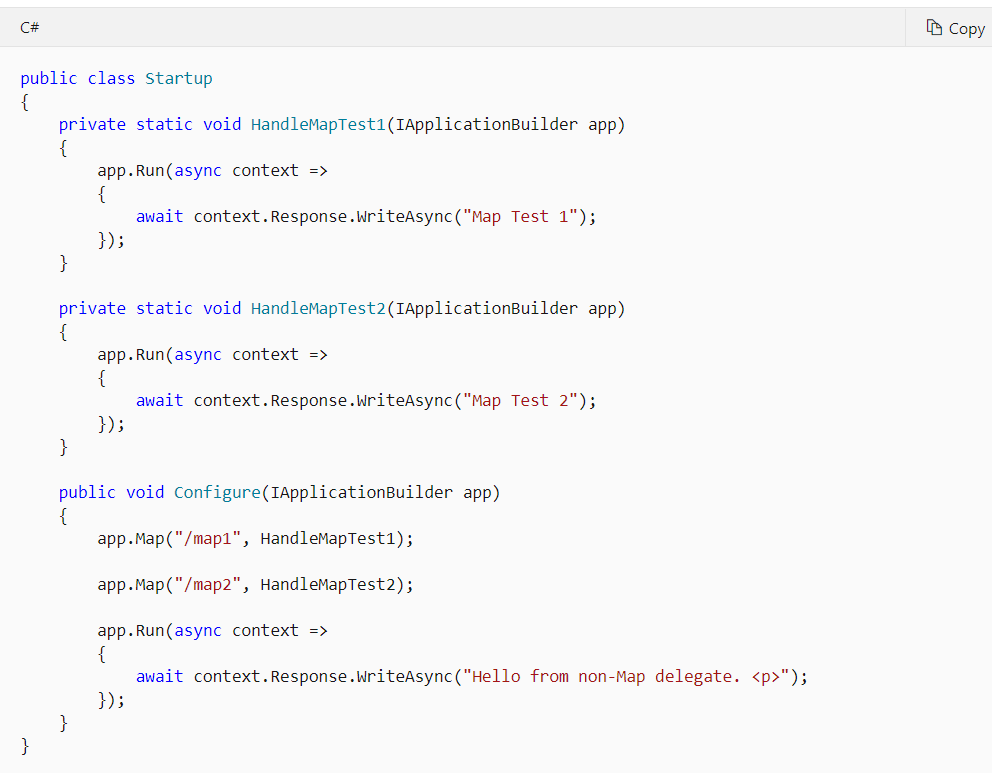 C#
Copy
public class Startup
{
    private static void HandleMapTest1(IApplicationBuilder app)
    {
        app.Run(async context =>
        {
            await context.Response.WriteAsync("Map Test 1");
        });
    }

    private static void HandleMapTest2(IApplicationBuilder app)
    {
        app.Run(async context =>
        {
            await context.Response.WriteAsync("Map Test 2");
        });
    }

    public void Configure(IApplicationBuilder app)
    {
        app.Map("/map1", HandleMapTest1);

        app.Map("/map2", HandleMapTest2);

        app.Run(async context =>
        {
            await context.Response.WriteAsync("Hello from non-Map delegate. <p>");
        });
    }
}